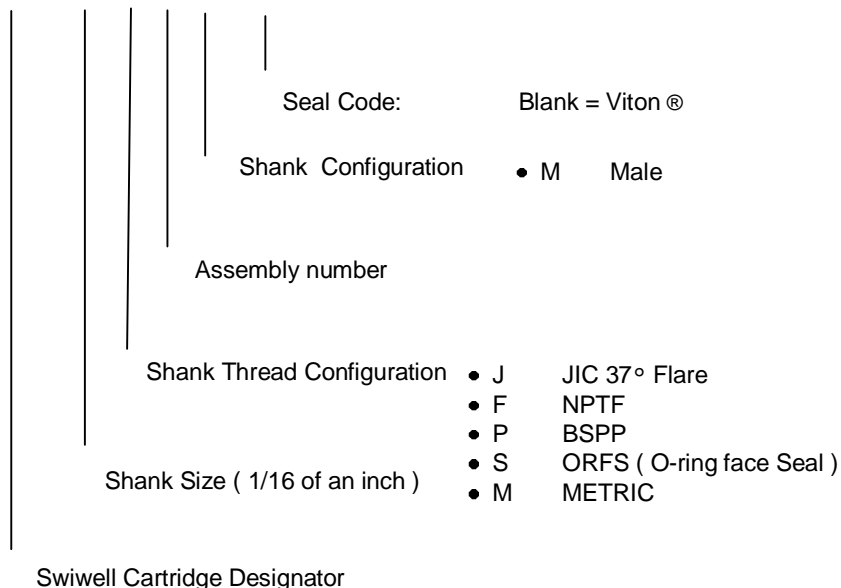 Seal Code: Blank = Viton ®
Shank Configuration • M Male
Assembly number
Shank Thread Configuration • J JIC 37° Flare
• F NPTF
• P BSPP
• S ORFS ( O-ring face Seal )
Shank Size ( 1/16 of an inch )
• M METRIC
Swiwell Cartridge Designator